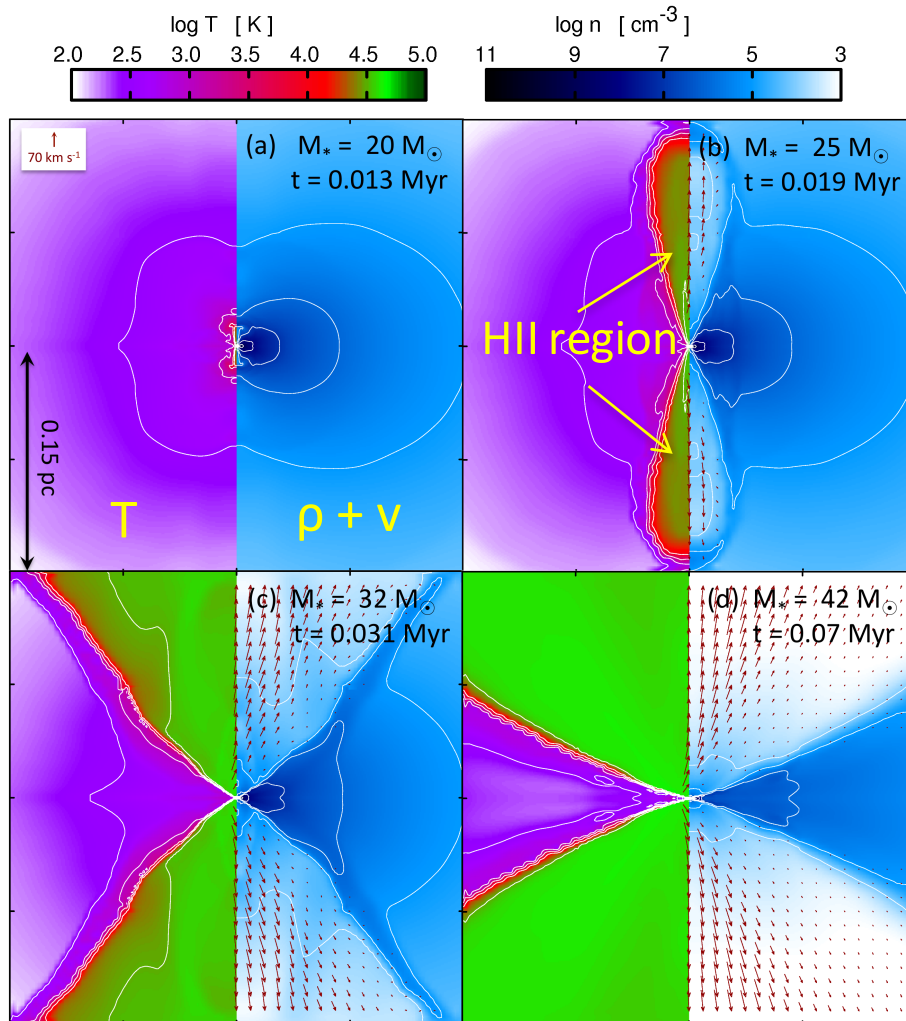 log T [ K ]
log n [ cm⁻³ ]
2.0 2.5 3.0 3.5 4.0 4.5 5.0
11 9 7 5 3
70 km s⁻¹
(a) M* = 20 M☉
t = 0.013 Myr
(b) M* = 25 M☉
t = 0.019 Myr
HII region
0.15 pc
T
ρ + v
(c) M* = 32 M☉
t = 0.031 Myr
(d) M* = 42 M☉
t = 0.07 Myr